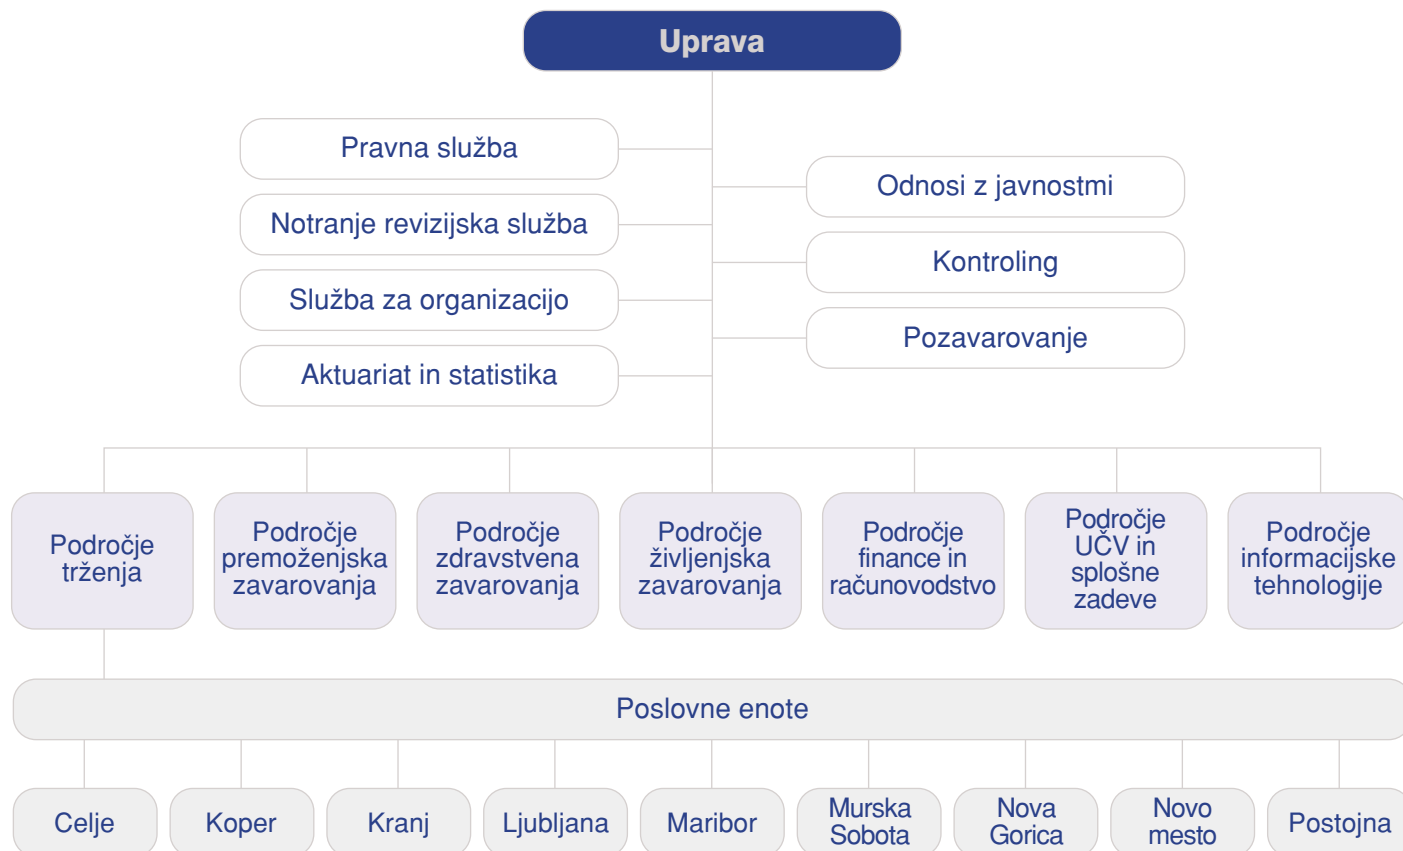 Uprava
Pravna služba
Odnosi z javnostmi
Notranje revizijska služba
Kontroling
Služba za organizacijo
Pozavarovanje
Aktuariat in statistika
Področje
trženja
Področje
premoženjska
zavarovanja
Področje
zdravstvena
zavarovanja
Področje
življenjska
zavarovanja
Področje
finance in
računovodstvo
Področje
UČV in
splošne
zadeve
Področje
informacijske
tehnologije
Poslovne enote
Celje
Koper
Kranj
Ljubljana
Maribor
Murska
Sobota
Nova
Gorica
Novo
mesto
Postojna